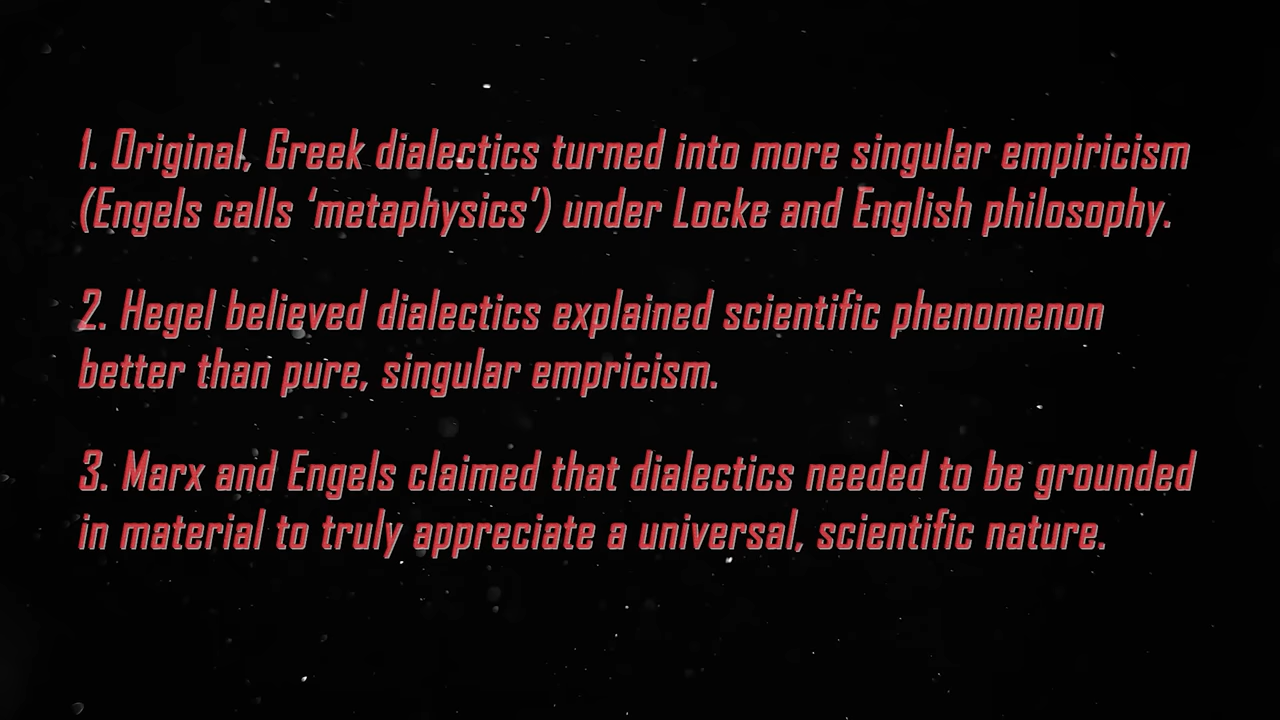 1. Original, Greek dialectics turned into more singular empiricism
(Engels calls ‘metaphysics’) under Locke and English philosophy.
2. Hegel believed dialectics explained scientific phenomenon
better than pure, singular empricism.
3. Marx and Engels claimed that dialectics needed to be grounded
in material to truly appreciate a universal, scientific nature.